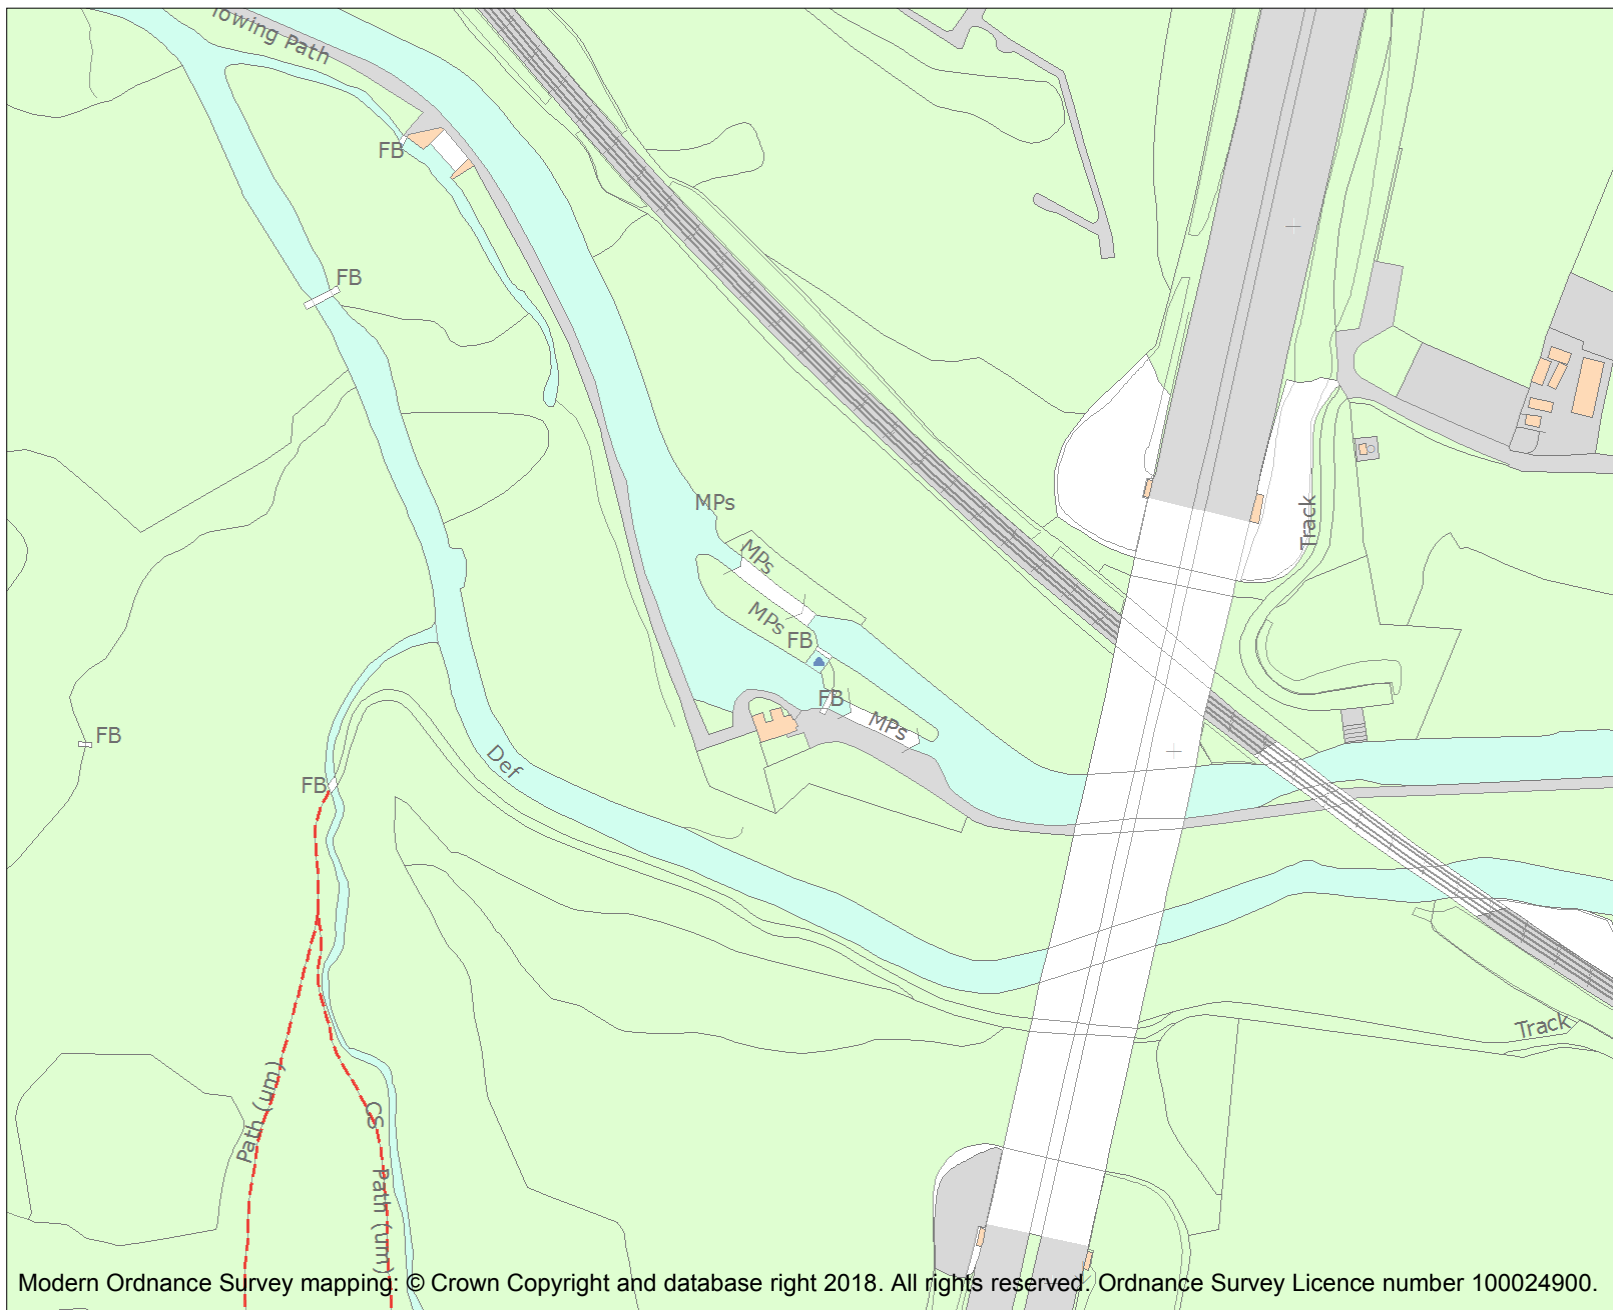 Towing Path
FB
FB
MPs
MPs
MPs
FB
FB
MPs
Track
FB
FB
Def
Track
Path (um)
CS
Path (um)
Modern Ordnance Survey mapping: © Crown Copyright and database right 2018. All rights reserved. Ordnance Survey Licence number 100024900.